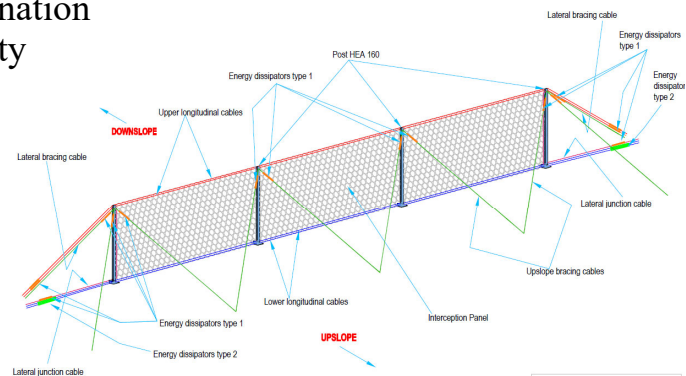 nation
ty
Lateral bracing cable
Energy dissipators
type 1
Post HEA 160
Energy dissipators type 1
Energy
dissipator
type 2
Upper longitudinal cables
DOWNSLOPE
Lateral bracing cable
Lateral junction cable
Upslope bracing cables
Lower longitudinal cables
Interception Panel
Energy dissipators type 1
UPSLOPE
Energy dissipators type 2
Lateral junction cable